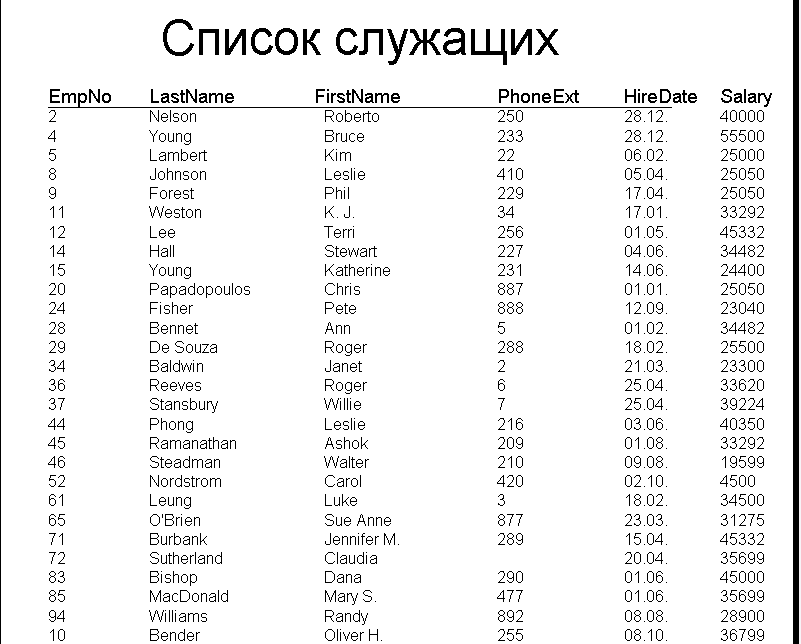 Список служащих
EmpNo LastName FirstName PhoneExt HireDate Salary
2 Nelson Roberto 250 28.12. 40000
4 Young Bruce 233 28.12. 55500
5 Lambert Kim 22 06.02. 25000
8 Johnson Leslie 410 05.04. 25050
9 Forest Phil 229 17.04. 25050
11 Weston K. J. 34 17.01. 33292
12 Lee Terri 256 01.05. 45332
14 Hall Stewart 227 04.06. 34482
15 Young Katherine 231 14.06. 24400
20 Papadopoulos Chris 887 01.01. 25050
24 Fisher Pete 888 12.09. 23040
28 Bennet Ann 5 01.02. 34482
29 De Souza Roger 288 18.02. 25500
34 Baldwin Janet 2 21.03. 23300
36 Reeves Roger 6 25.04. 33620
37 Stansbury Willie 7 25.04. 39224
44 Phong Leslie 216 03.06. 40350
45 Ramanathan Ashok 209 01.08. 33292
46 Steadman Walter 210 09.08. 19599
52 Nordstrom Carol 420 02.10. 4500
61 Leung Luke 3 18.02. 34500
65 O'Brien Sue Anne 877 23.03. 31275
71 Burbank Jennifer M. 289 15.04. 45332
72 Sutherland Claudia 20.04. 35699
83 Bishop Dana 290 01.06. 45000
85 MacDonald Mary S. 477 01.06. 35699
94 Williams Randy 892 08.08. 28900
10 Bender Oliver H. 255 08.10. 36799